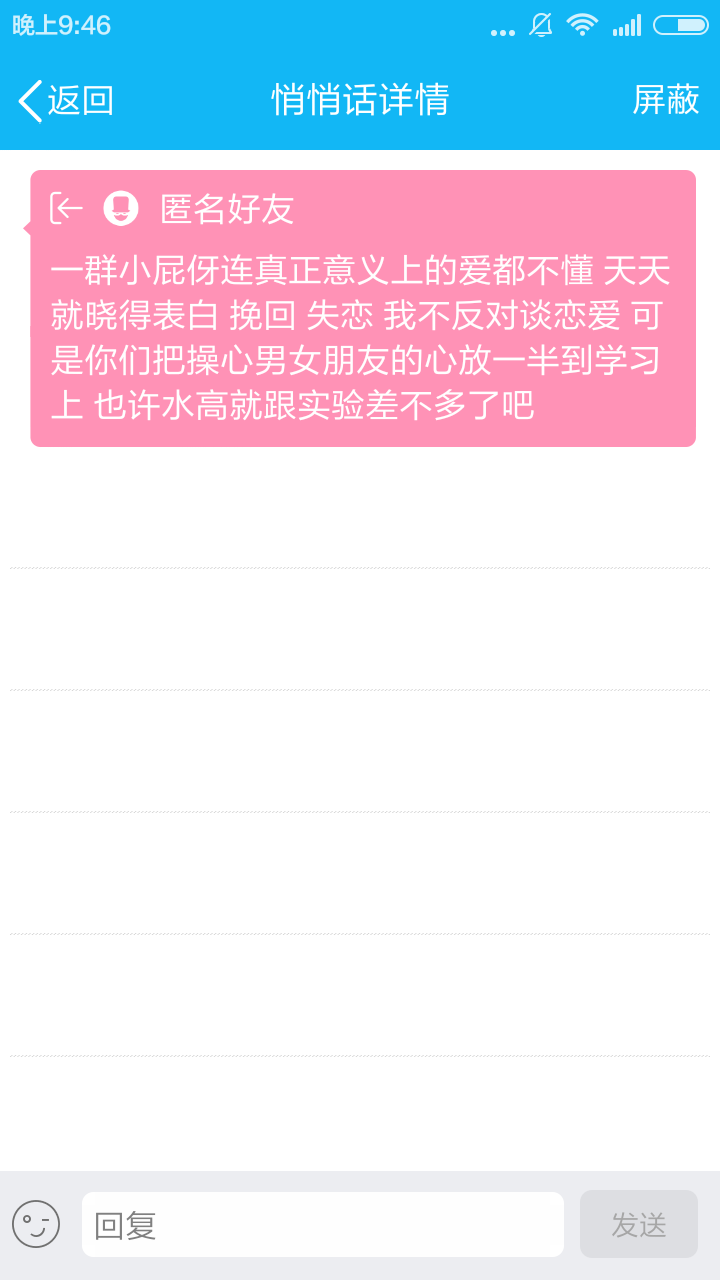 晚上9:46
返回 悄悄话详情 屏蔽
匿名好友
一群小屁伢连真正意义上的爱都不懂 天天
就晓得表白 挽回 失恋 我不反对谈恋爱 可
是你们把操心男女朋友的心放一半到学习
上 也许水高就跟实验差不多了吧
回复 发送